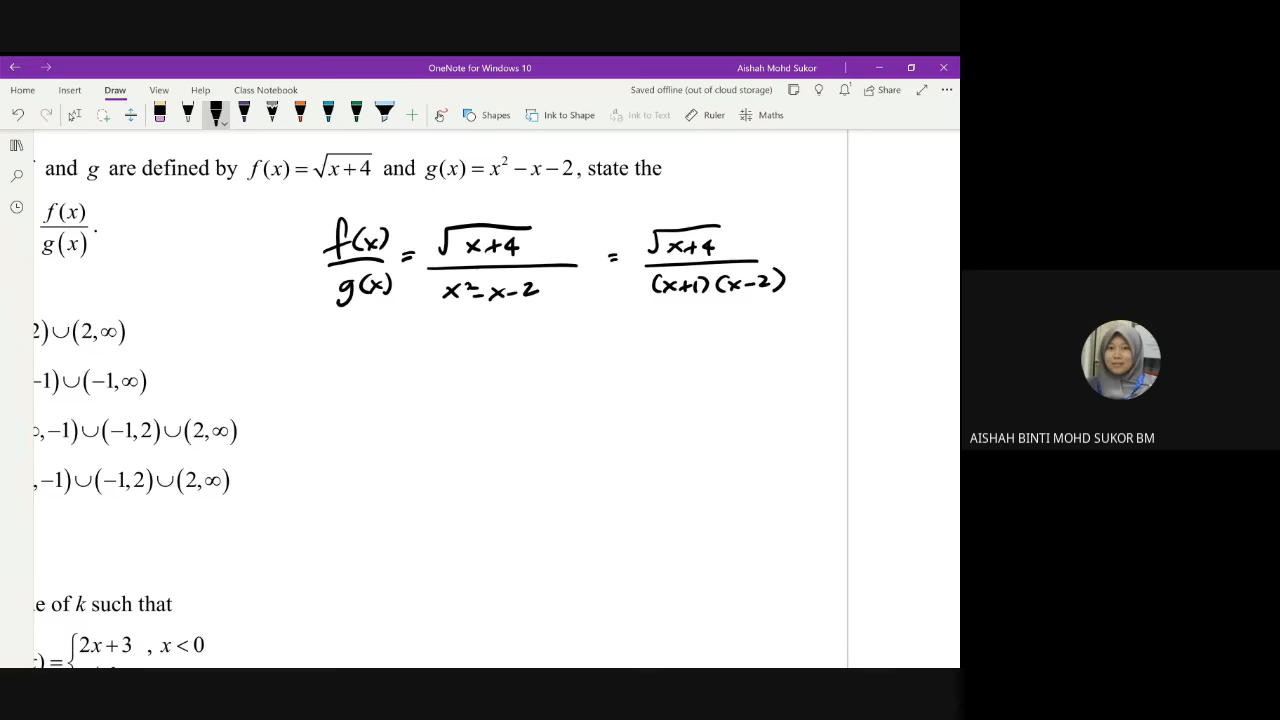 OneNote for Windows 10
Aishah Mohd Sukor
Home Insert Draw View Help Class Notebook
Saved offline (out of cloud storage) Share
Shapes Ink to Shape Ink to Text Ruler Maths
and g are defined by f(x) = √(x+4) and g(x) = x² − x − 2, state the
f(x)/g(x).
f(x)/g(x) = √(x+4)/(x²−x−2) = √(x+4)/((x+1)(x−2))
2)∪(2,∞)
−1)∪(−1,∞)
,−1)∪(−1,2)∪(2,∞)
,−1)∪(−1,2)∪(2,∞)
AISHAH BINTI MOHD SUKOR BM
e of k such that
) = { 2x+3 , x < 0